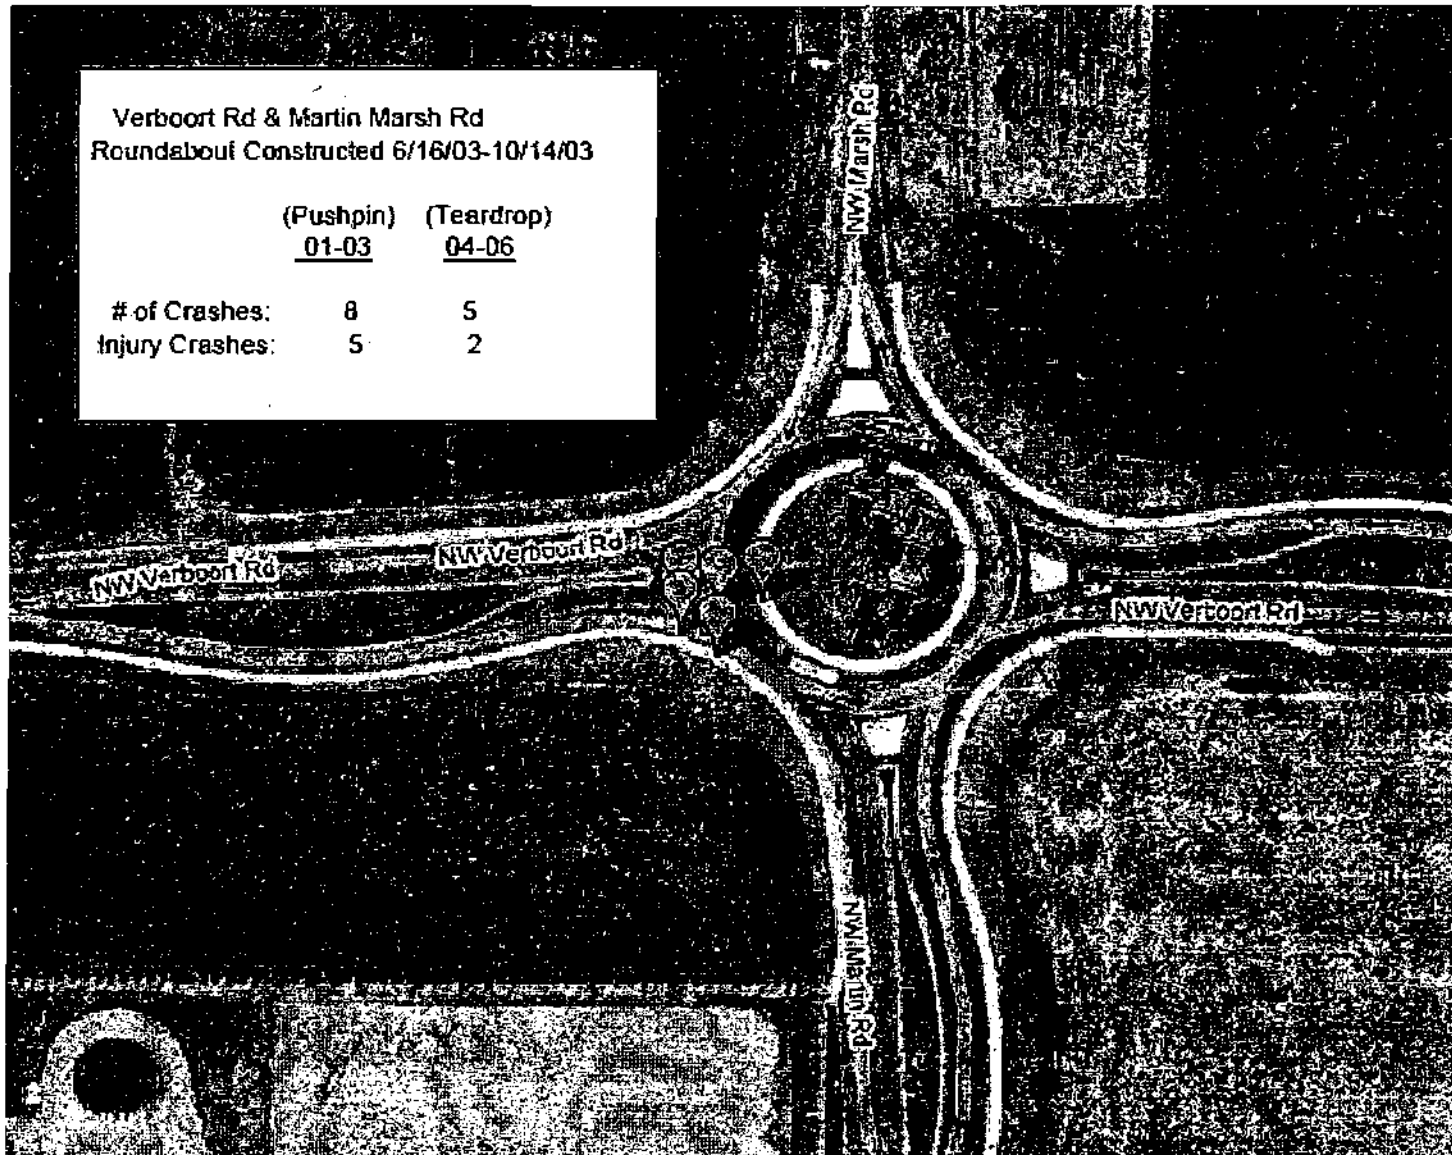 Verboort Rd & Martin Marsh Rd
Roundabout Constructed 6/16/03-10/14/03
(Pushpin) (Teardrop)
01-03 04-06
# of Crashes: 8 5
Injury Crashes: 5 2
NW Marsh Rd
NW Verboort Rd
NW Verboort Rd
NW Verboort Rd
NW Martin Rd